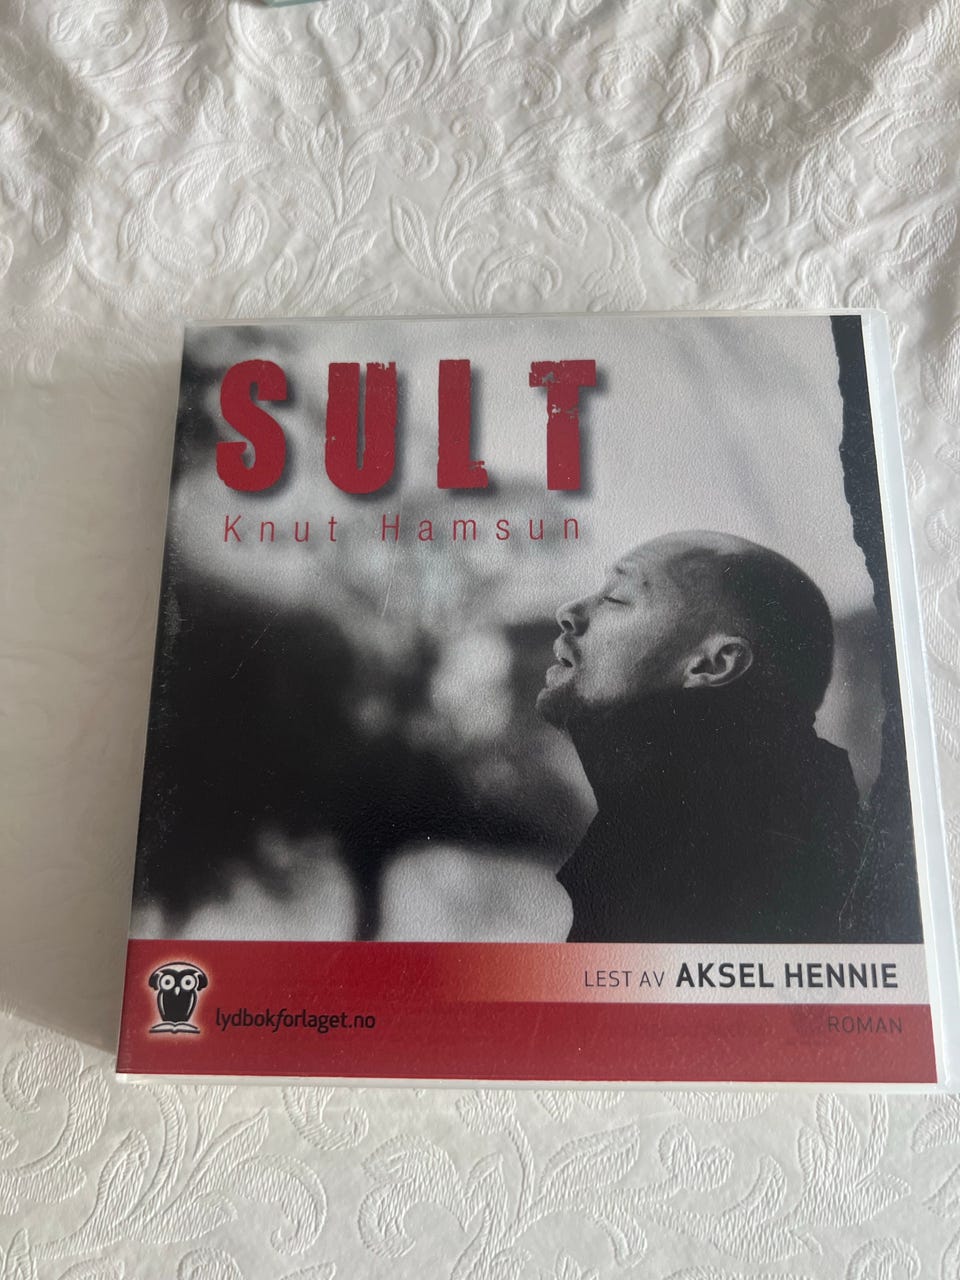 SULT
Knut Hamsun
LEST AV AKSEL HENNIE
lydbokforlaget.no
ROMAN